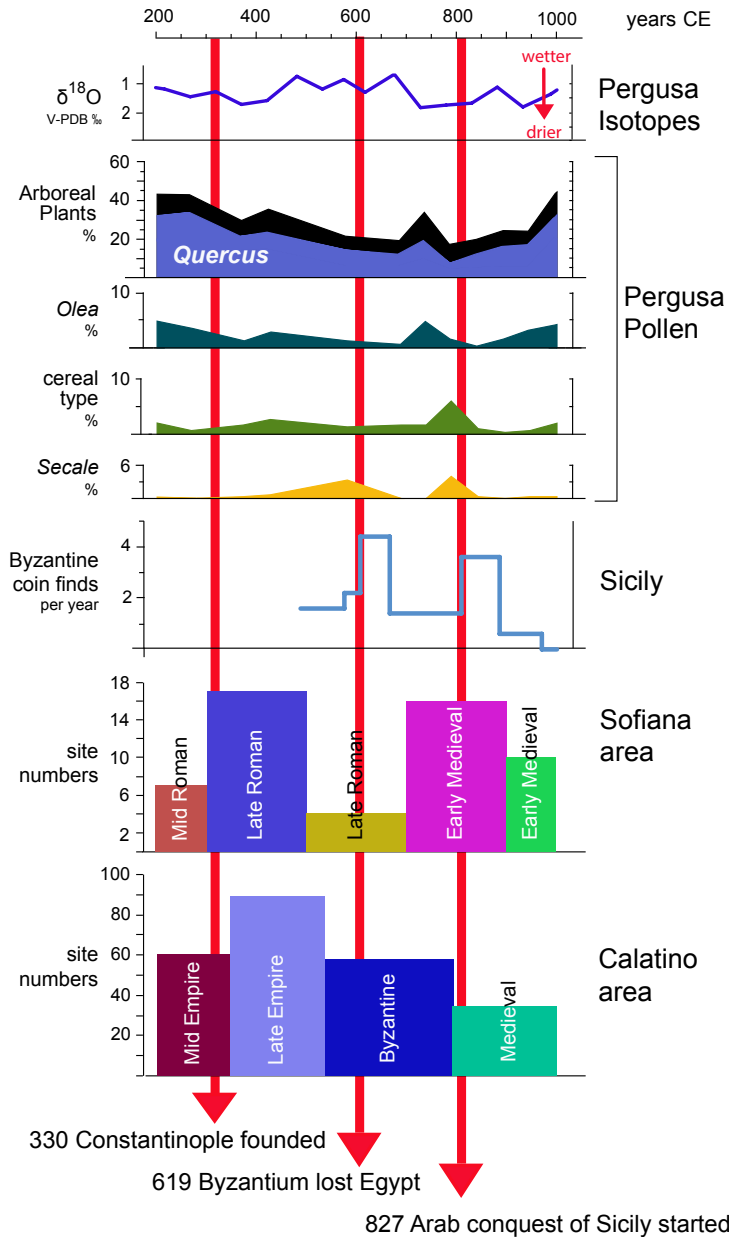 200 400 600 800 1000 years CE
δ18O
V-PDB ‰
1
2
wetter
drier
Pergusa
Isotopes
Arboreal
Plants
%
60
40
20
Quercus
Olea
%
10
cereal
type
%
10
Secale
%
6
Pergusa
Pollen
Byzantine
coin finds
per year
4
2
Sicily
site
numbers
18
14
10
6
2
Mid Roman
Late Roman
Late Roman
Early Medieval
Early Medieval
Sofiana
area
site
numbers
100
80
60
40
20
Mid Empire
Late Empire
Byzantine
Medieval
Calatino
area
330 Constantinople founded
619 Byzantium lost Egypt
827 Arab conquest of Sicily started